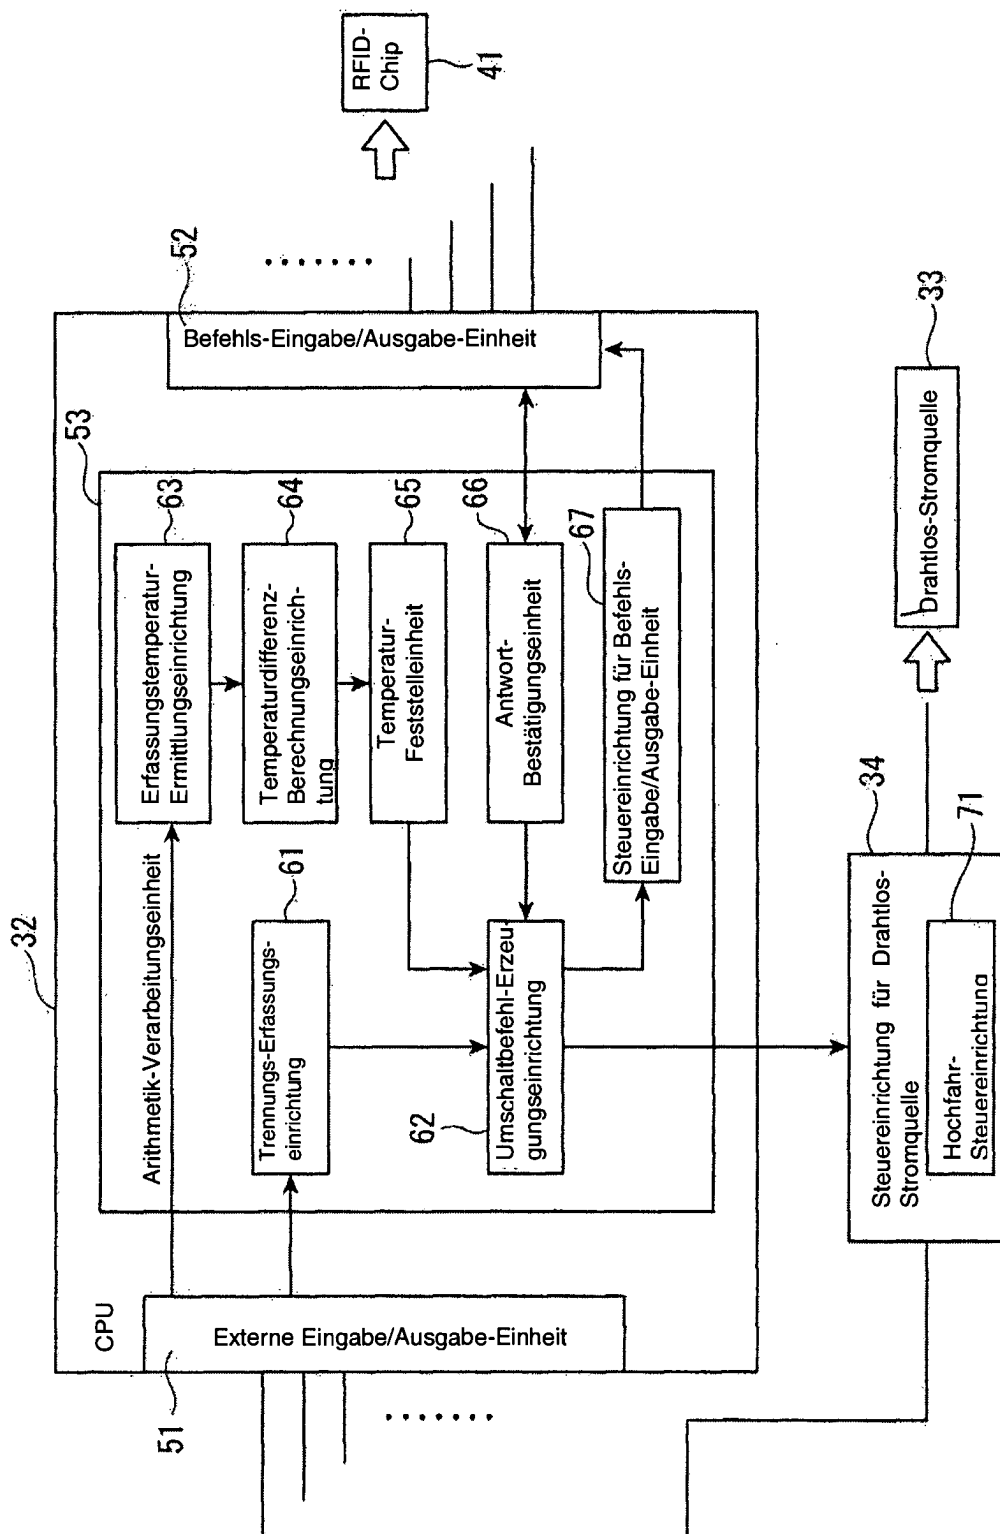 32
CPU
51
Externe Eingabe/Ausgabe-Einheit
53
Arithmetik-Verarbeitungseinheit
63
Erfassungstemperatur-
Ermittlungseinrichtung
64
Temperaturdifferenz-
Berechnungseinrich-
tung
65
Temperatur-
Feststelleinheit
66
Antwort-
Bestätigungseinheit
61
Trennungs-Erfassungs-
einrichtung
62
Umschaltbefehl-Erzeu-
gungseinrichtung
67
Steuereinrichtung für Befehls-
Eingabe/Ausgabe-Einheit
52
Befehls-Eingabe/Ausgabe-Einheit
RFID-
Chip
41
34
Steuereinrichtung für Drahtlos-
Stromquelle
71
Hochfahr-
Steuereinrichtung
33
Drahtlos-Stromquelle